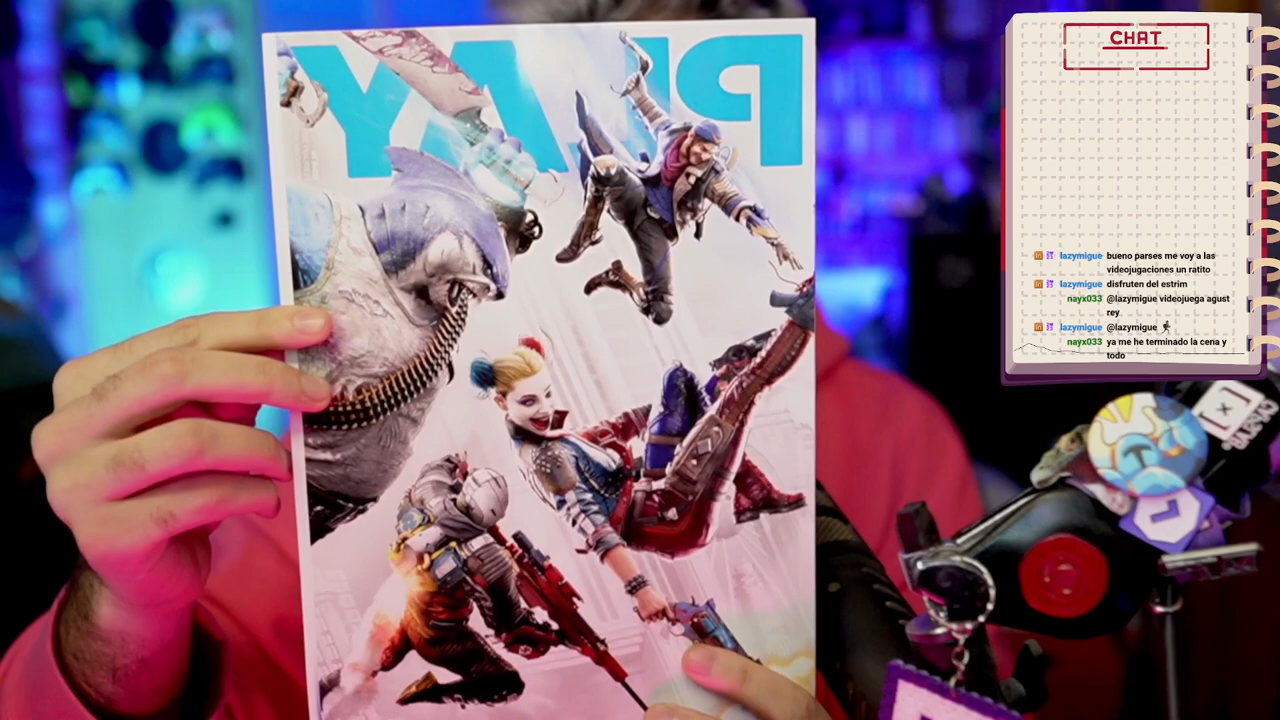 PLAY
CHAT
lazymigue bueno parses me voy a las
videojugaciones un ratito
lazymigue disfruten del estrim
nayx033 @lazymigue videojuega agust
rey
lazymigue @lazymigue
nayx033 ya me he terminado la cena y
todo